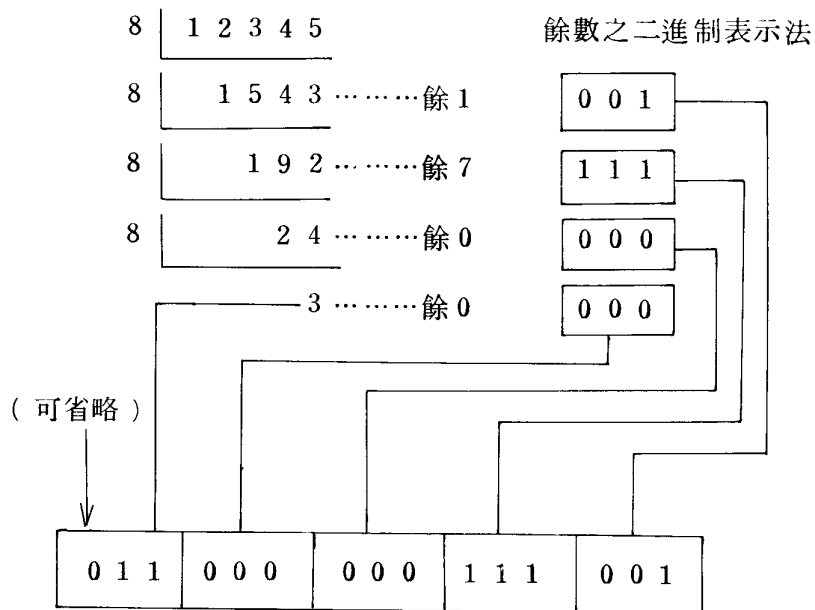 8 1 2 3 4 5 餘數之二進制表示法
8 1 5 4 3 ……… 餘 1 0 0 1
8 1 9 2 ……… 餘 7 1 1 1
8 2 4 ……… 餘 0 0 0 0
3 ……… 餘 0 0 0 0
( 可省略 )
0 1 1 0 0 0 0 0 0 1 1 1 0 0 1